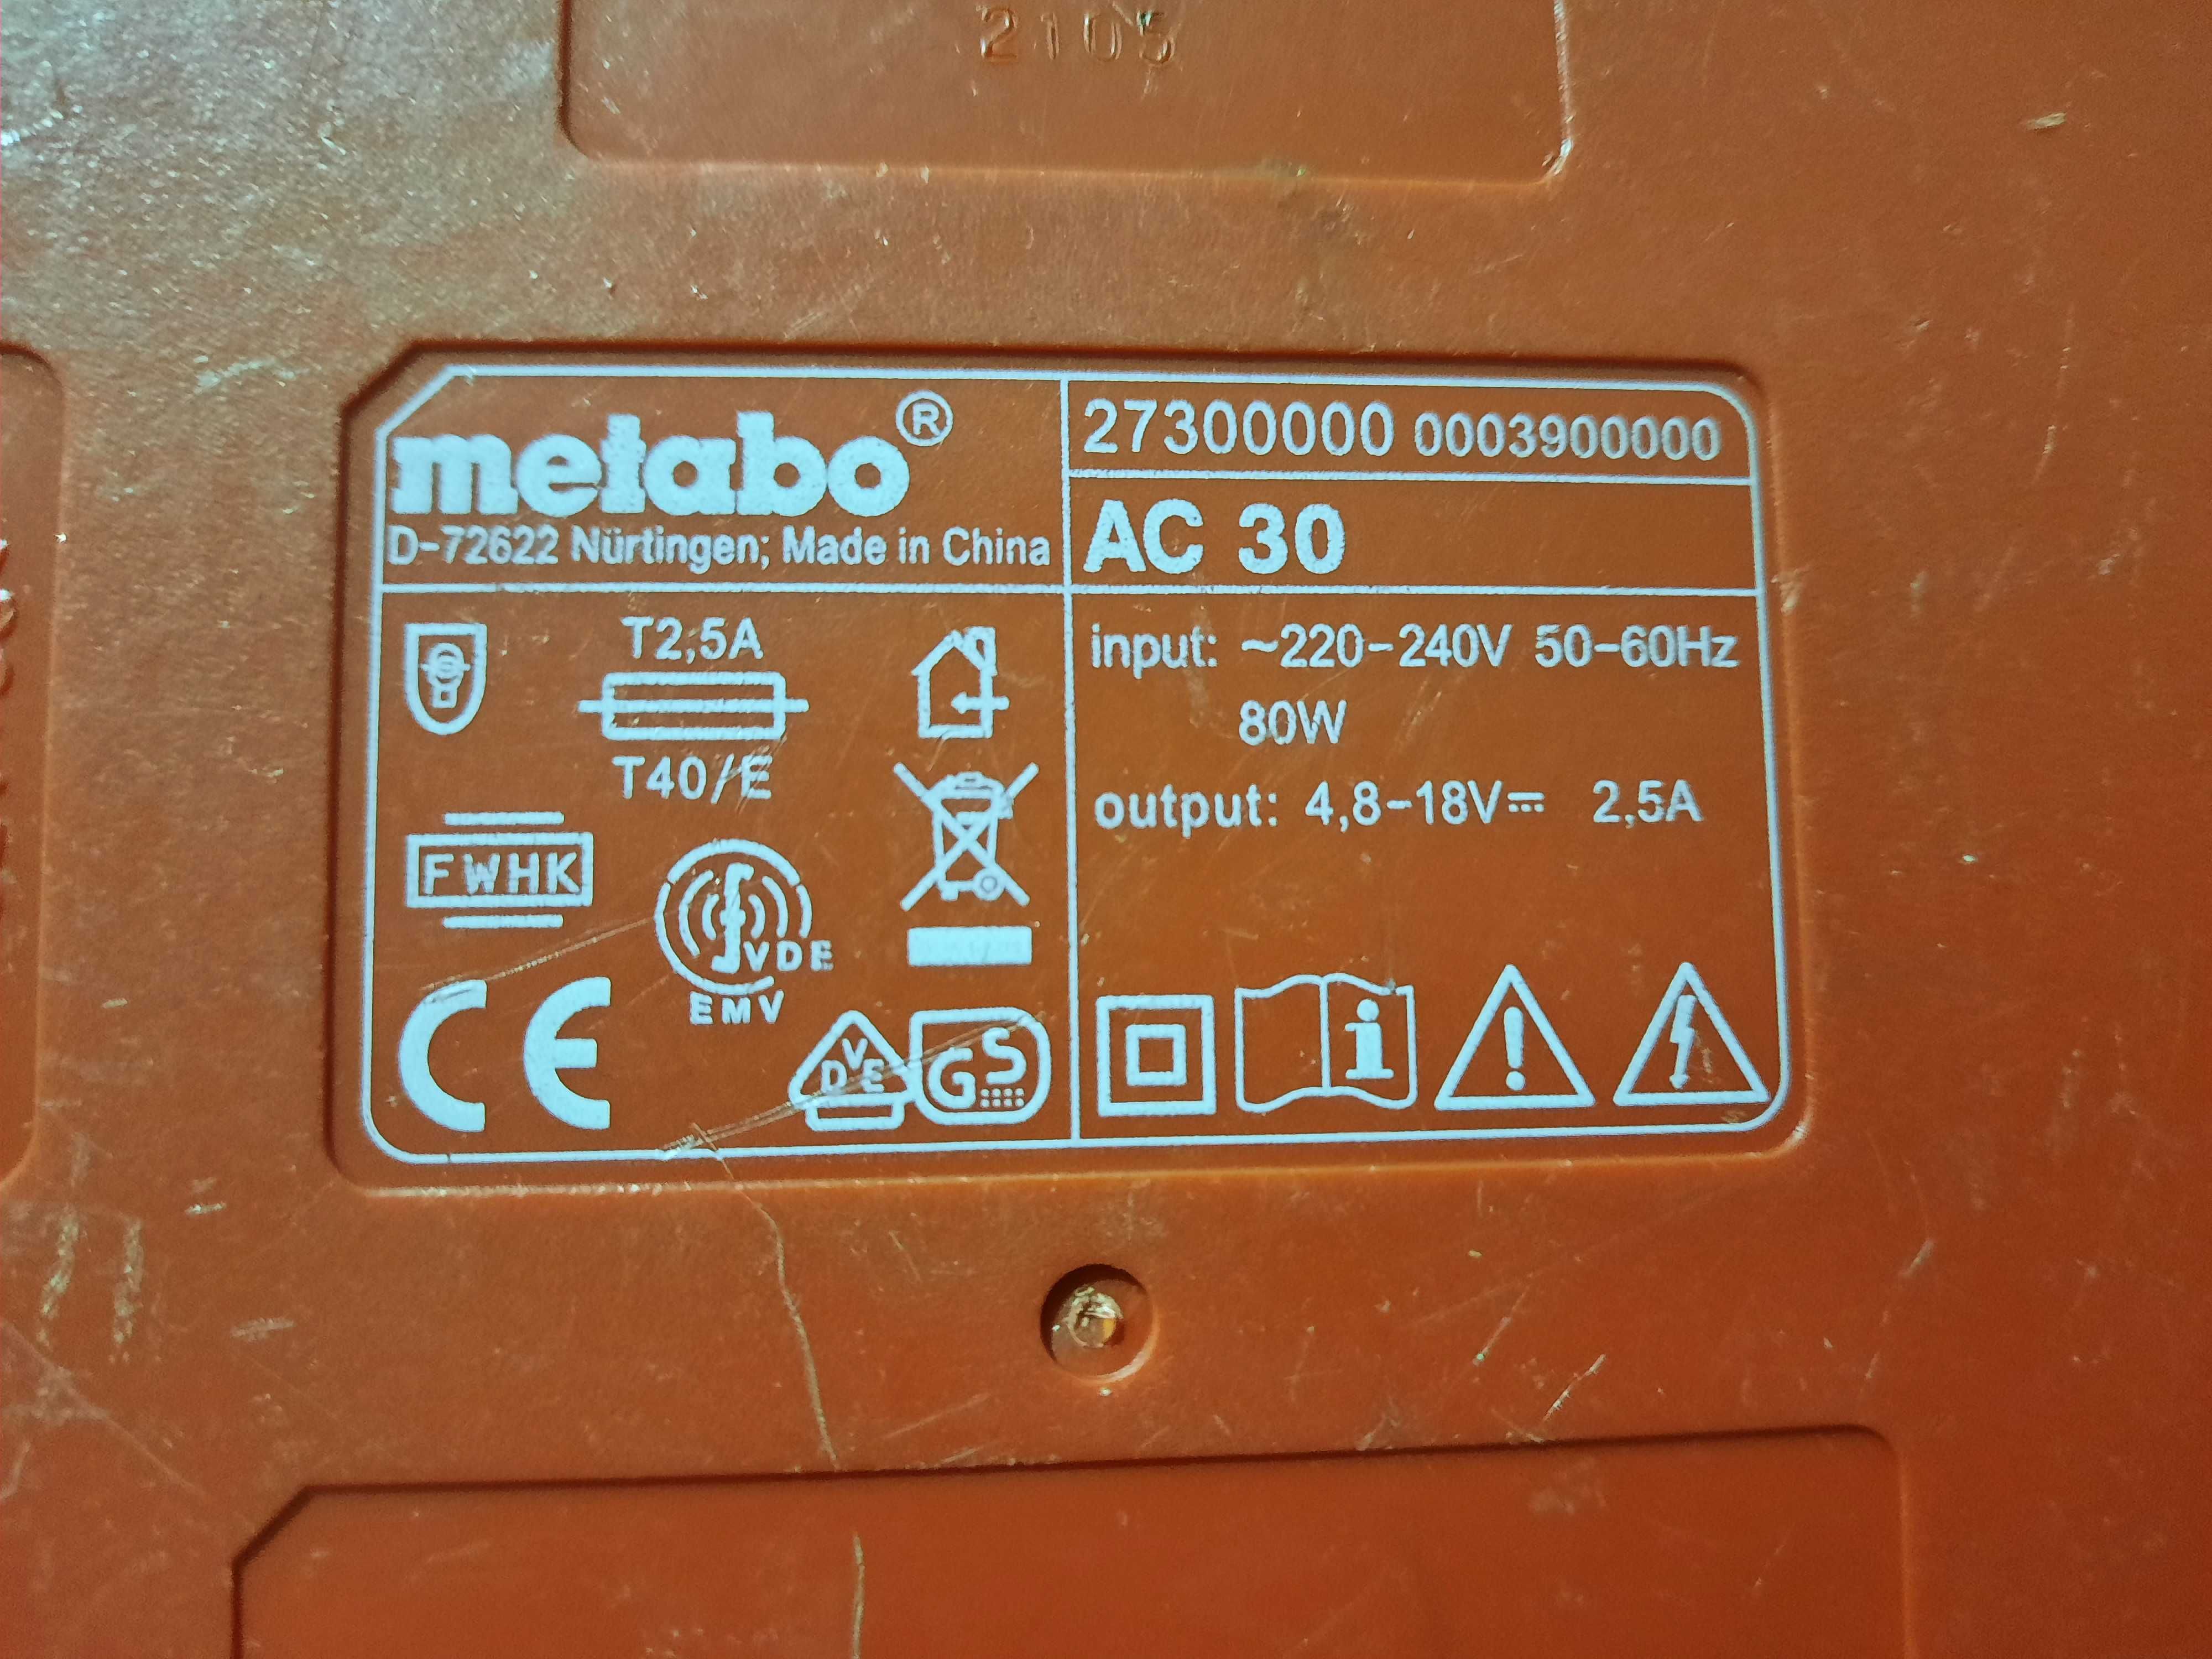 2105
metabo®
D-72622 Nürtingen; Made in China
27300000 0003900000
AC 30
T2,5A
T40/E
FWHK
VDE
EMV
CE
DVE
GS
input: ~220-240V 50-60Hz
80W
output: 4,8-18V⎓ 2,5A
i